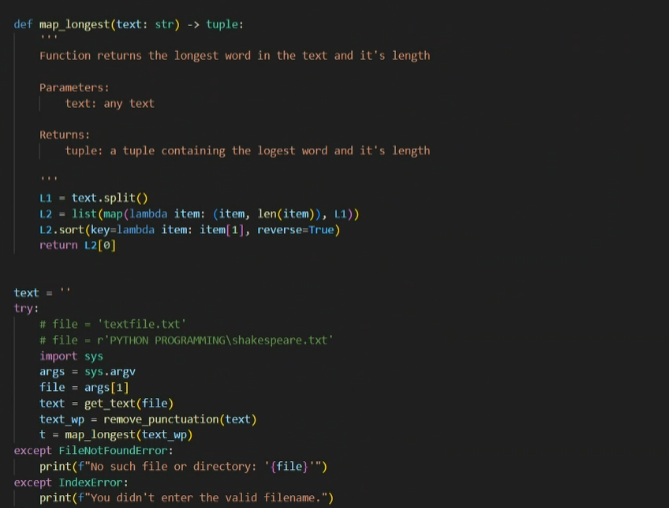 def map_longest(text: str) -> tuple:
    '''
    Function returns the longest word in the text and it's length

    Parameters:
        text: any text

    Returns:
        tuple: a tuple containing the logest word and it's length

    '''
    L1 = text.split()
    L2 = list(map(lambda item: (item, len(item)), L1))
    L2.sort(key=lambda item: item[1], reverse=True)
    return L2[0]


text = ''
try:
    # file = 'textfile.txt'
    # file = r'PYTHON PROGRAMMING\shakespeare.txt'
    import sys
    args = sys.argv
    file = args[1]
    text = get_text(file)
    text_wp = remove_punctuation(text)
    t = map_longest(text_wp)
except FileNotFoundError:
    print(f"No such file or directory: '{file}'")
except IndexError:
    print(f"You didn't enter the valid filename.")